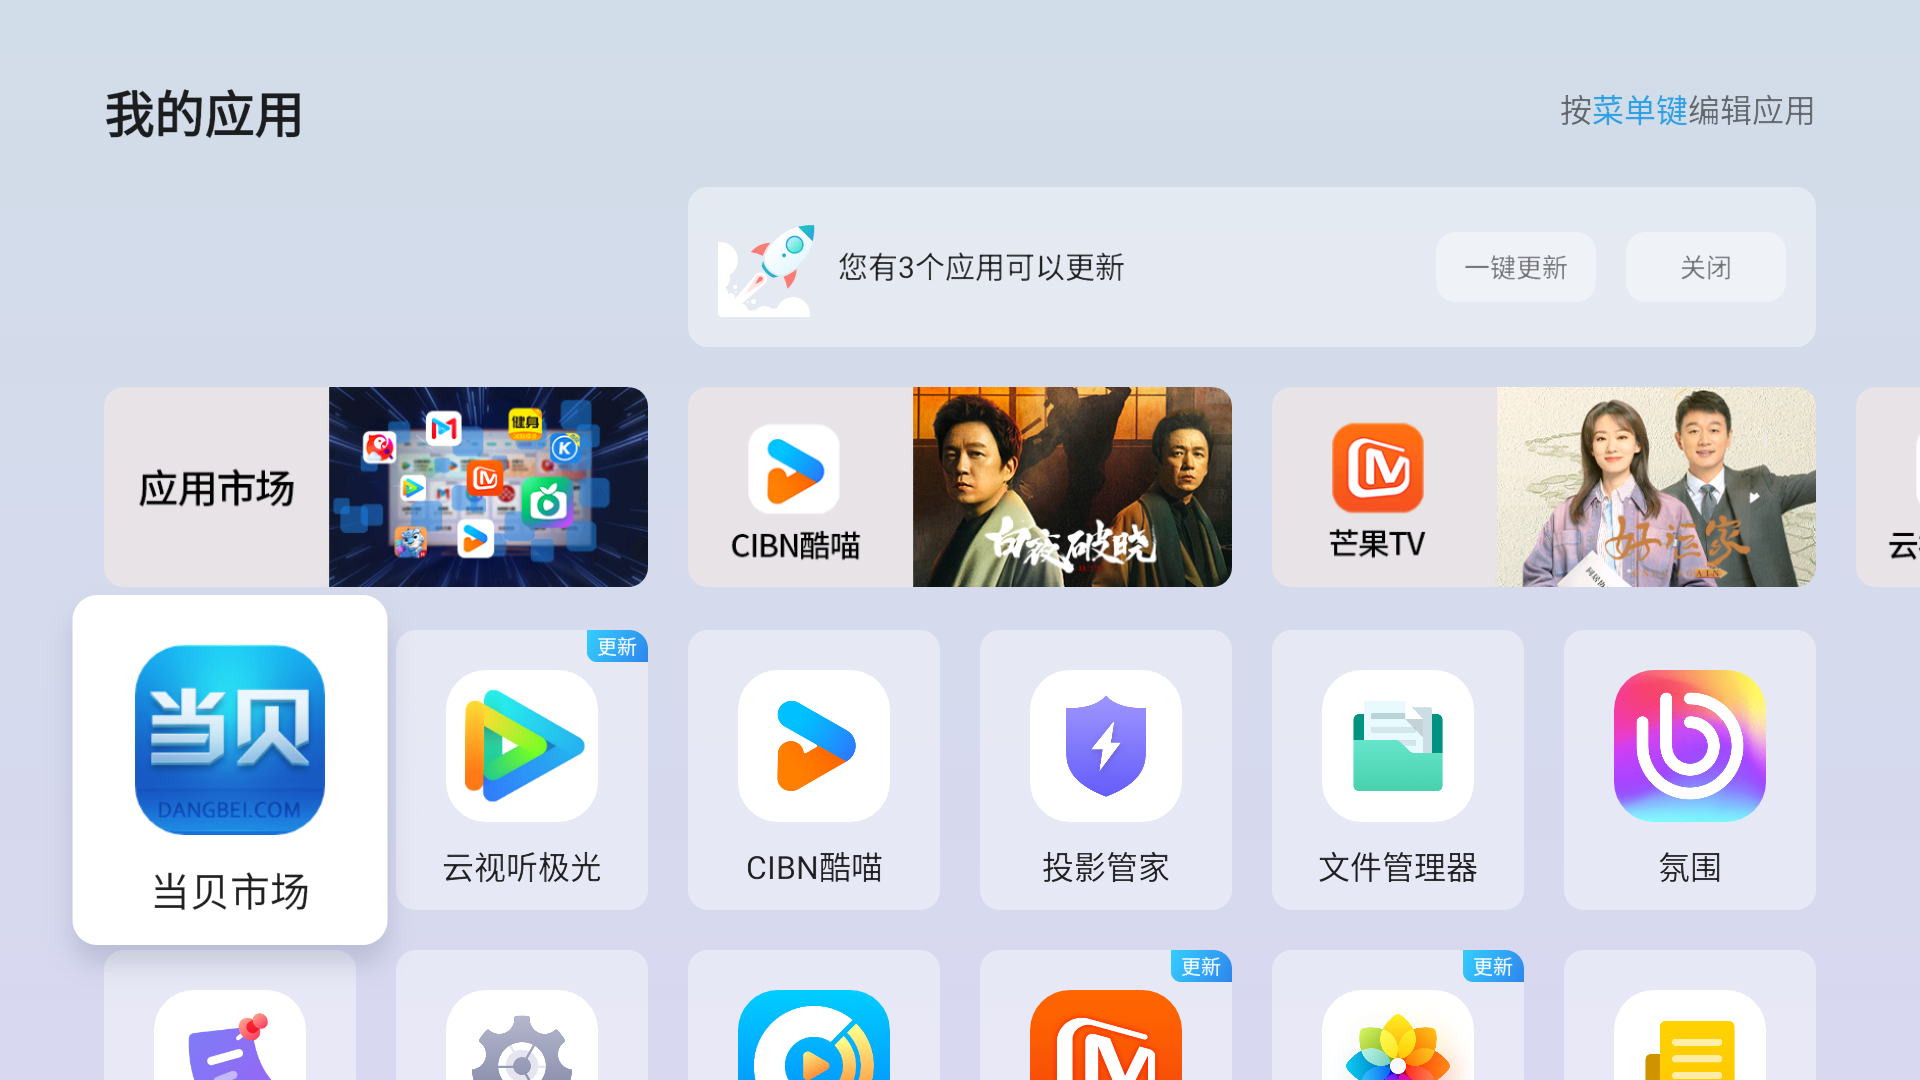 我的应用
按菜单键编辑应用
您有3个应用可以更新
一键更新
关闭
应用市场
健身
CIBN酷喵
白夜破晓
芒果TV
好运家
云
当贝
DANGBEI.COM
当贝市场
更新
云视听极光
CIBN酷喵
投影管家
文件管理器
氛围
更新
更新